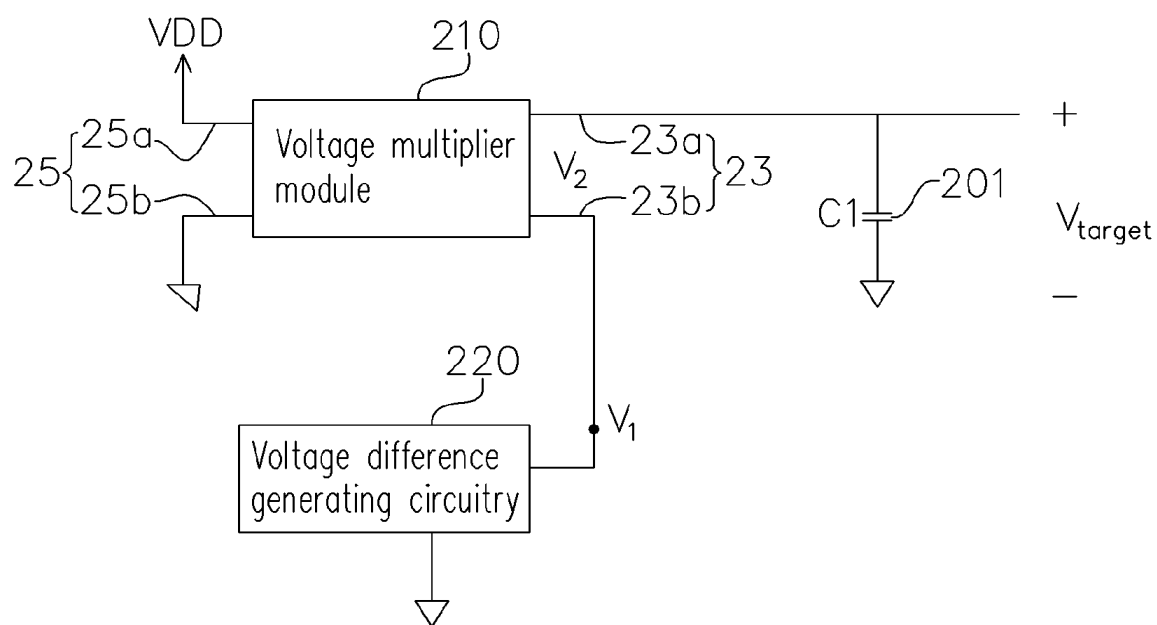 VDD
210
25
25a
25b
Voltage multiplier
module
V2
23a
23b
23
C1
201
+
Vtarget
−
220
V1
Voltage difference
generating circuitry